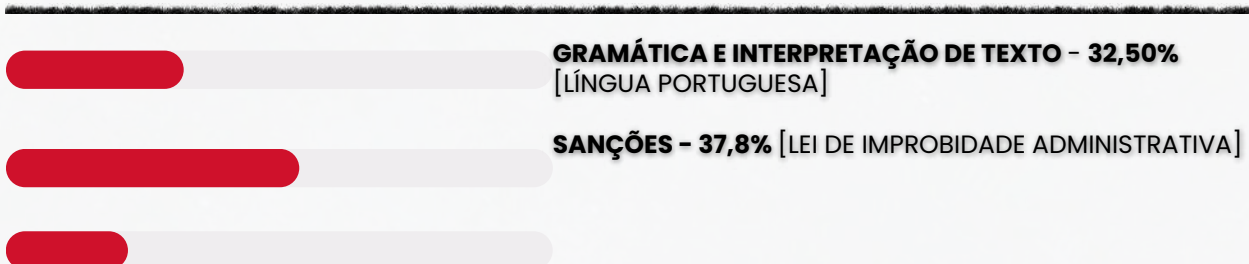 GRAMÁTICA E INTERPRETAÇÃO DE TEXTO - 32,50%
[LÍNGUA PORTUGUESA]
SANÇÕES - 37,8% [LEI DE IMPROBIDADE ADMINISTRATIVA]